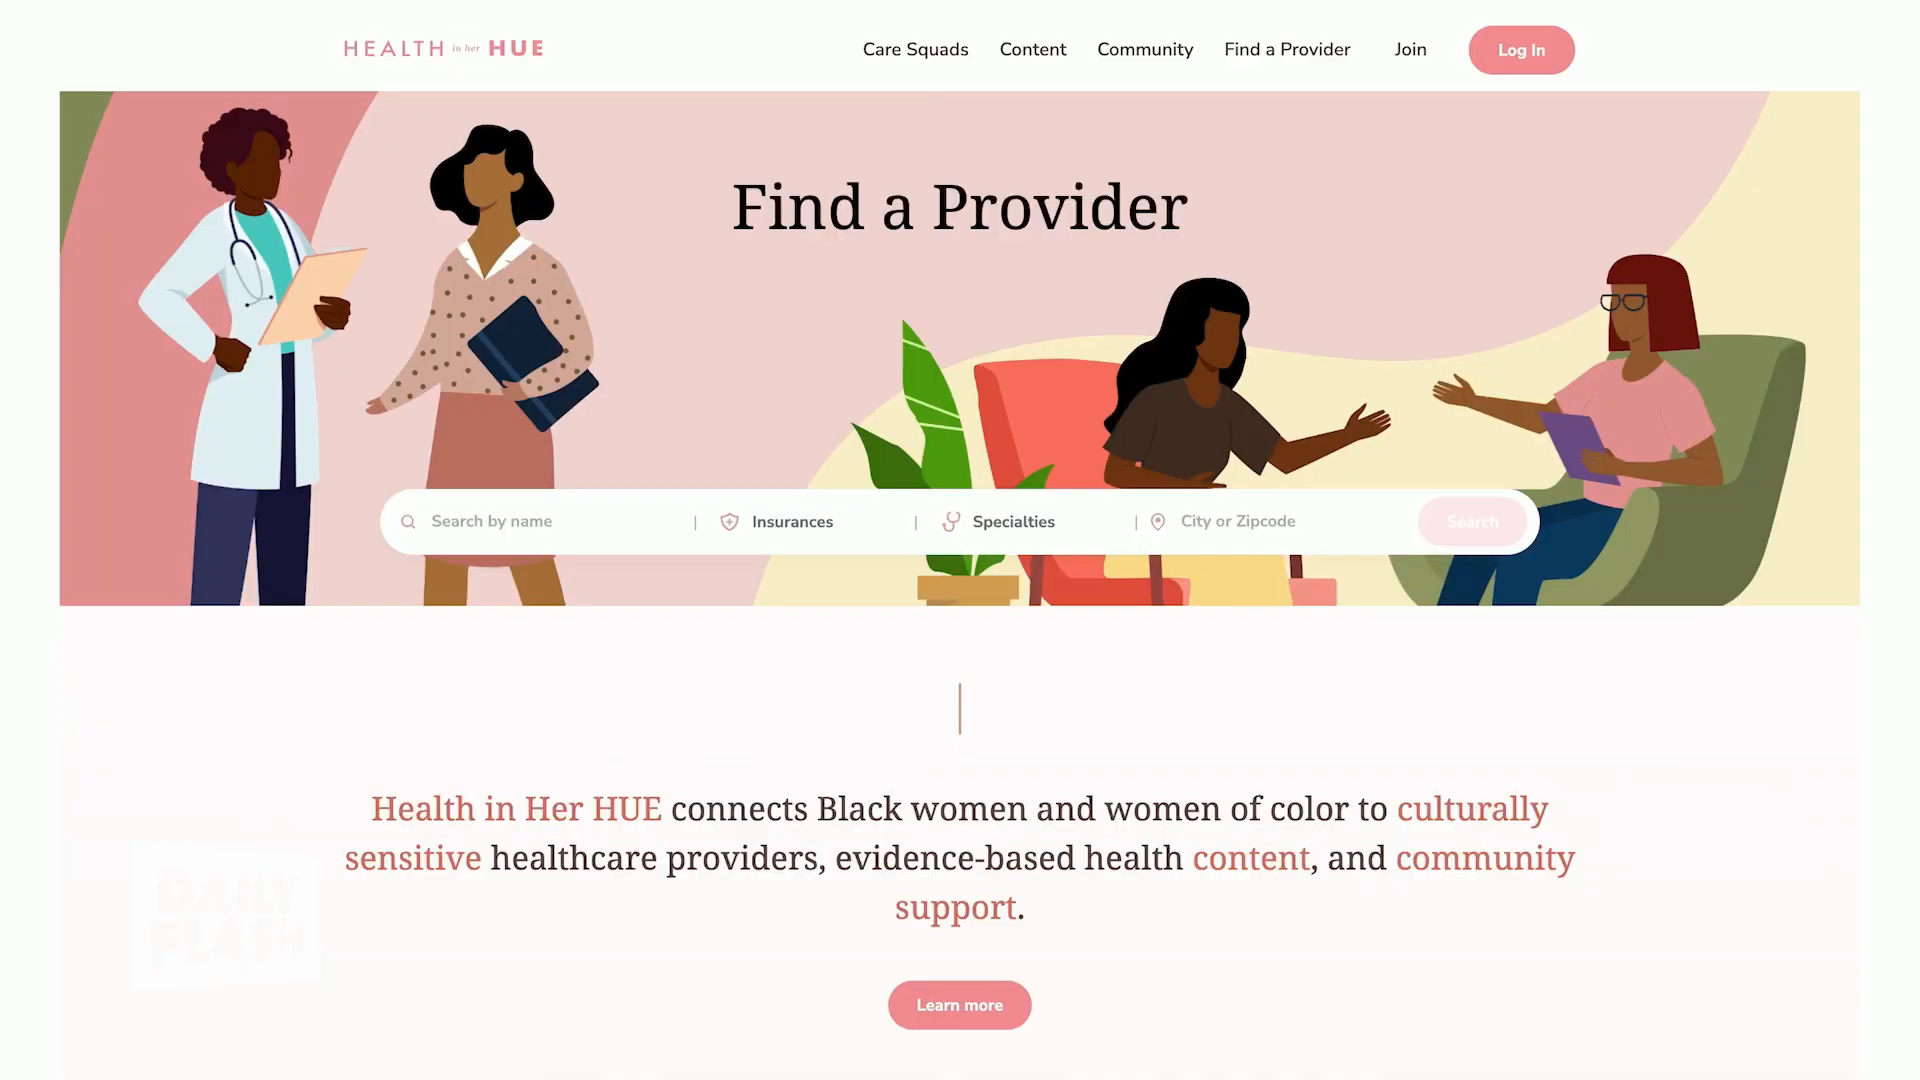 HEALTH in her HUE
Care Squads Content Community Find a Provider Join Log In
Find a Provider
Search by name | Insurances | Specialties | City or Zipcode Search
Health in Her HUE connects Black women and women of color to culturally
sensitive healthcare providers, evidence-based health content, and community
support.
DAILY
FLASH
Learn more